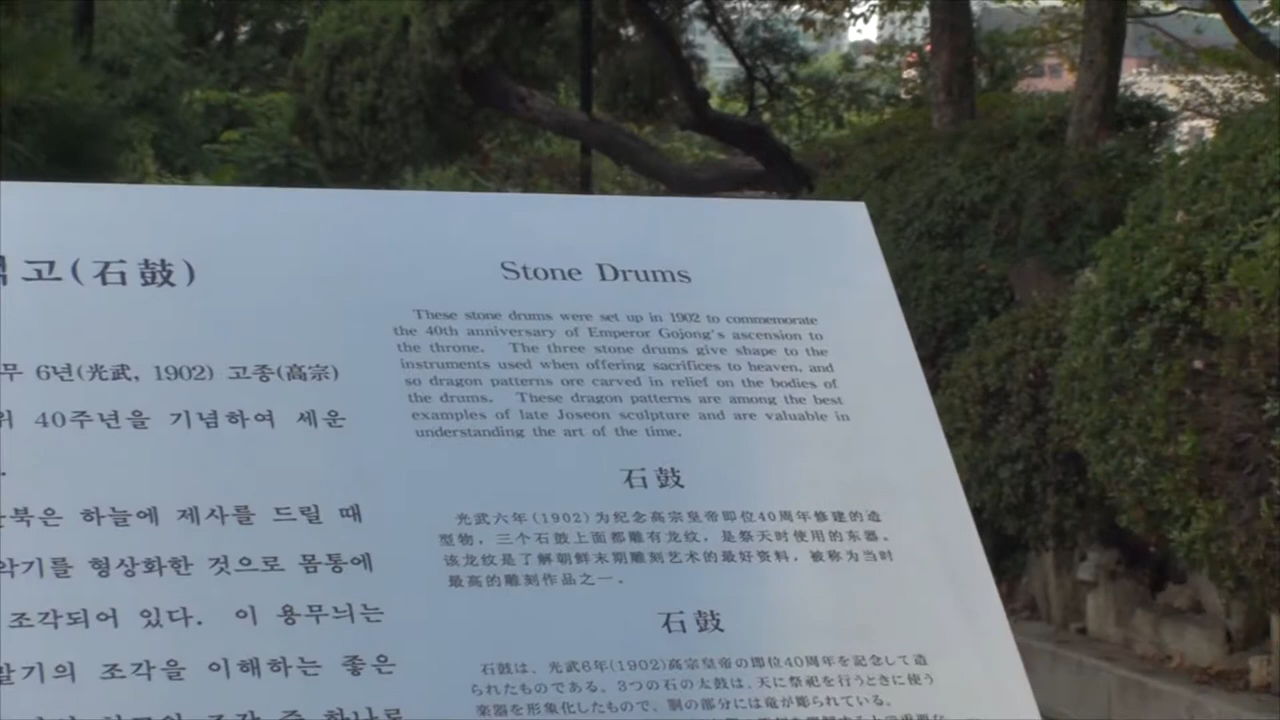 고(石鼓)
무 6년(光武, 1902) 고종(高宗)
위 40주년을 기념하여 세운
북은 하늘에 제사를 드릴 때
악기를 형상화한 것으로 몸통에
조각되어 있다. 이 용무늬는
말기의 조각을 이해하는 좋은
Stone Drums
These stone drums were set up in 1902 to commemorate
the 40th anniversary of Emperor Gojong's ascension to
the throne. The three stone drums give shape to the
instruments used when offering sacrifices to heaven, and
so dragon patterns ore carved in relief on the bodies of
the drums. These dragon patterns are among the best
examples of late Joseon sculpture and are valuable in
understanding the art of the time.
石鼓
光武六年(1902)为纪念高宗皇帝即位40周年修建的造
型物，三个石鼓上面都雕有龙纹，是祭天时使用的东器。
该龙纹是了解朝鲜末期雕刻艺术的最好资料，被称为当时
最高的雕刻作品之一。
石鼓
石鼓は、光武6年(1902)高宗皇帝の即位40周年を記念して造
られたものである。3つの石の太鼓は、天に祭祀を行うときに使う
楽器を形象化したもので、胴の部分には竜が彫られている。